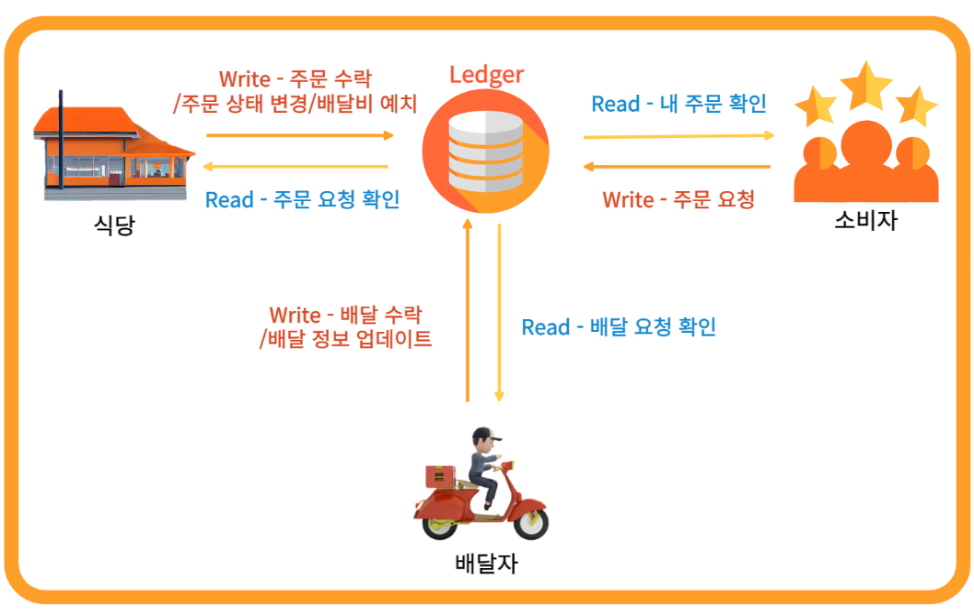 Write - 주문 수락
/주문 상태 변경/배달비 예치
Ledger
Read - 내 주문 확인
Read - 주문 요청 확인
Write - 주문 요청
식당
소비자
Write - 배달 수락
/배달 정보 업데이트
Read - 배달 요청 확인
배달자